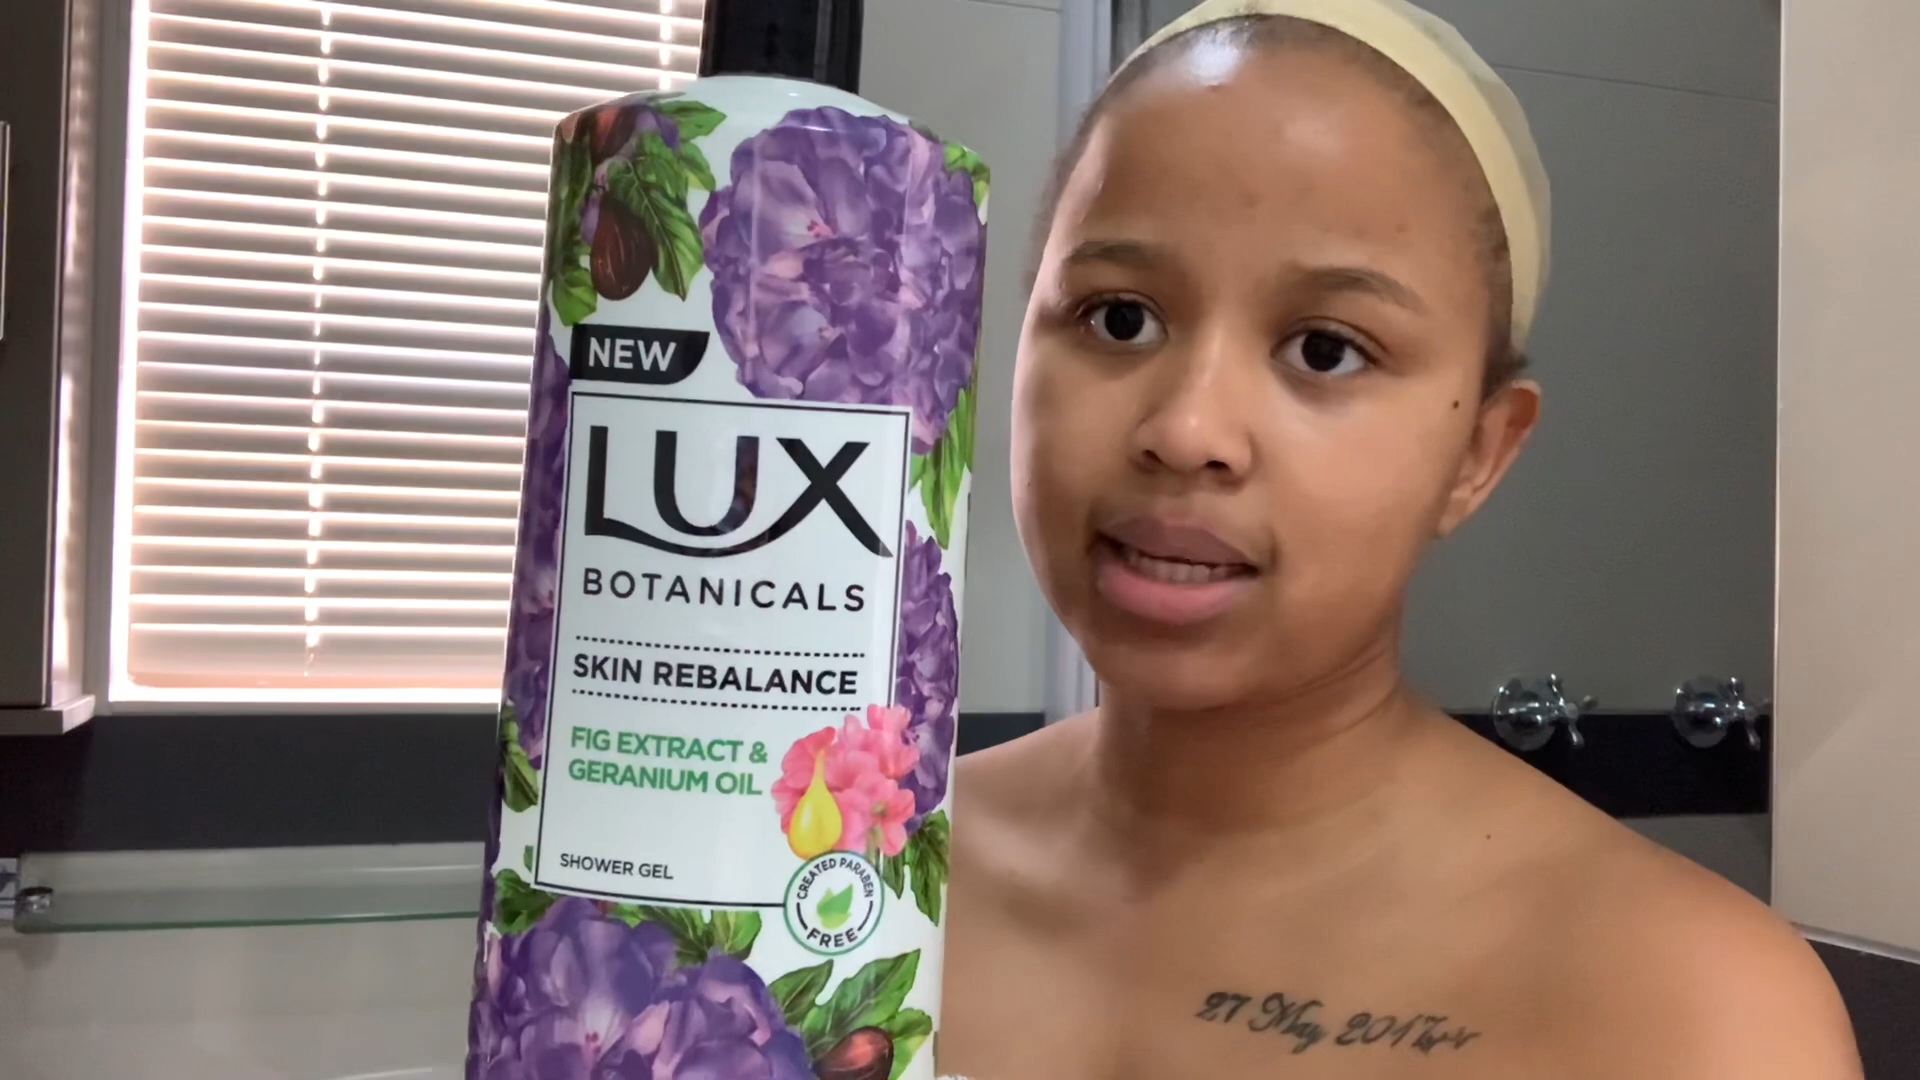 NEW
LUX
BOTANICALS
SKIN REBALANCE
FIG EXTRACT &
GERANIUM OIL
SHOWER GEL
CREATED PARABEN
FREE
27 May 2017